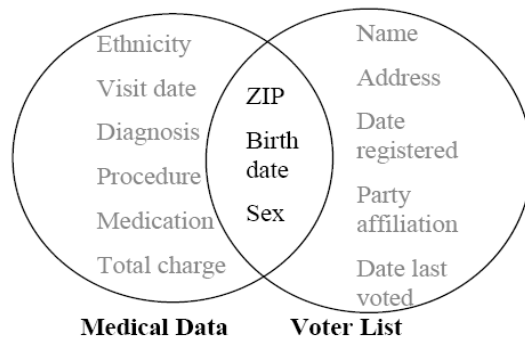 Ethnicity
Visit date
Diagnosis
Procedure
Medication
Total charge
ZIP
Birth
date
Sex
Name
Address
Date
registered
Party
affiliation
Date last
voted
Medical Data
Voter List